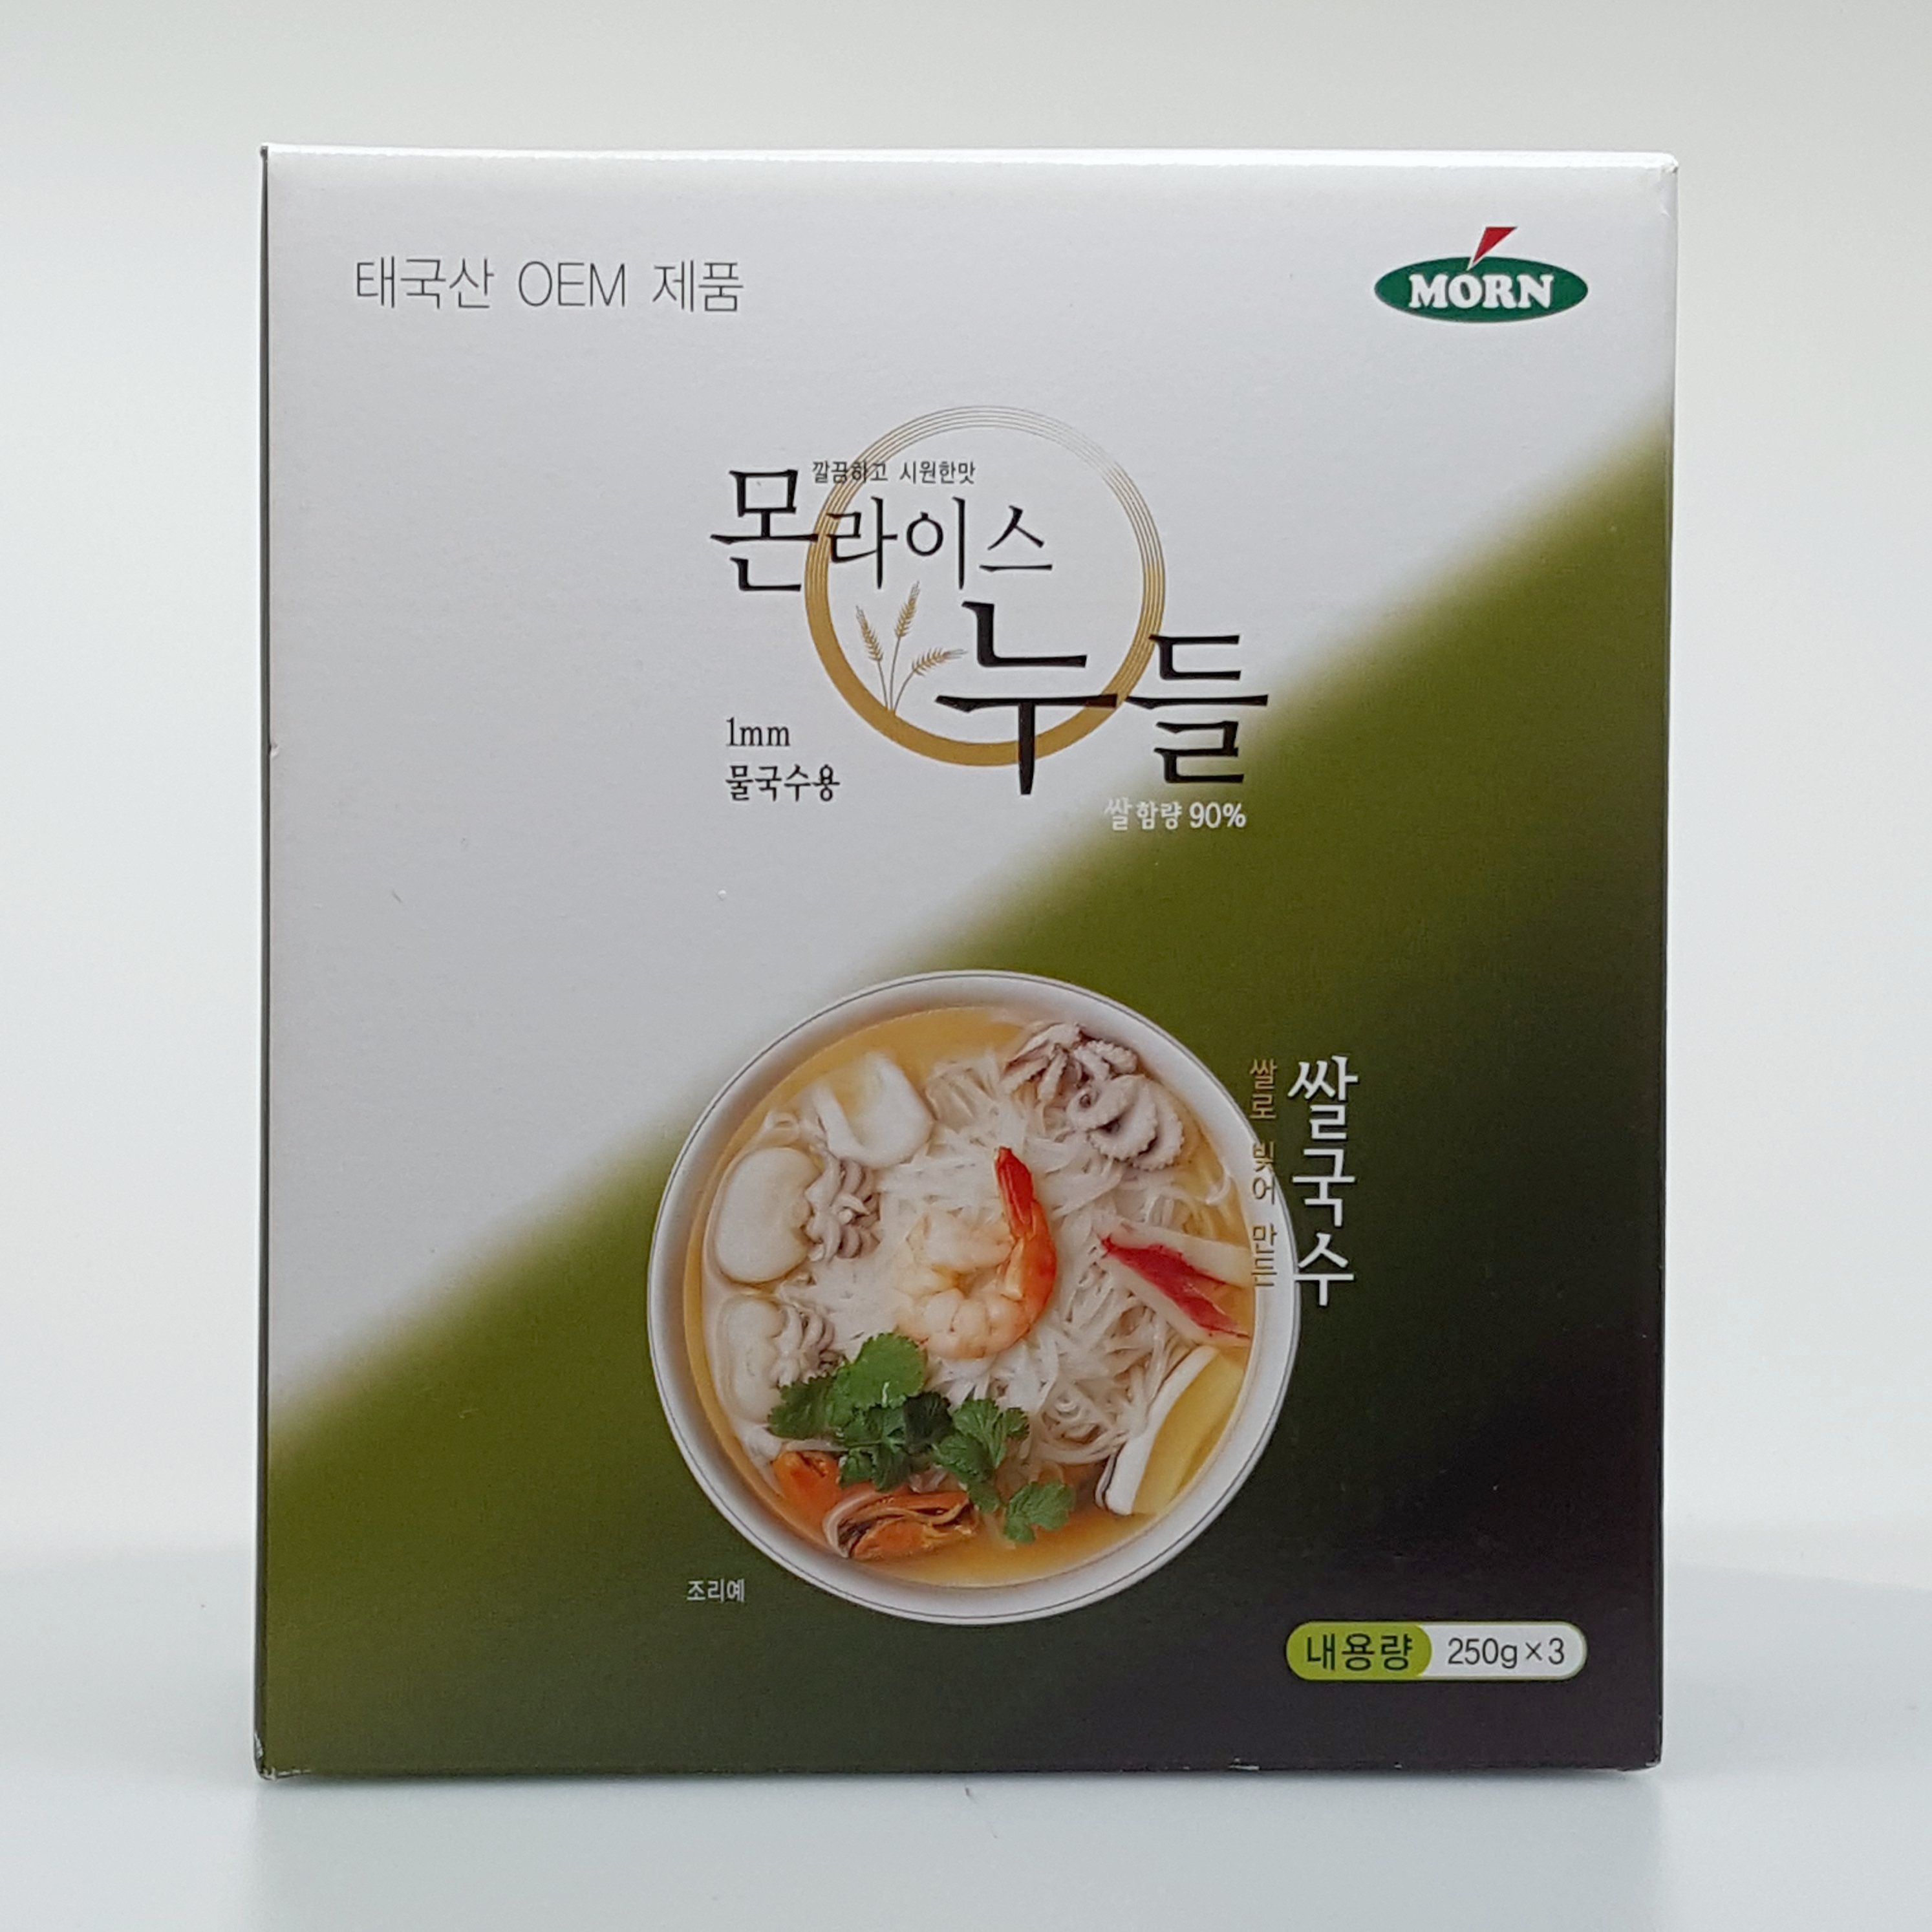 태국산 OEM 제품
MORN
깔끔하고 시원한맛
몬라이스
누들
1mm
물국수용
쌀함량 90%
쌀로 빚어 만든
쌀국수
조리예
내용량 250g×3